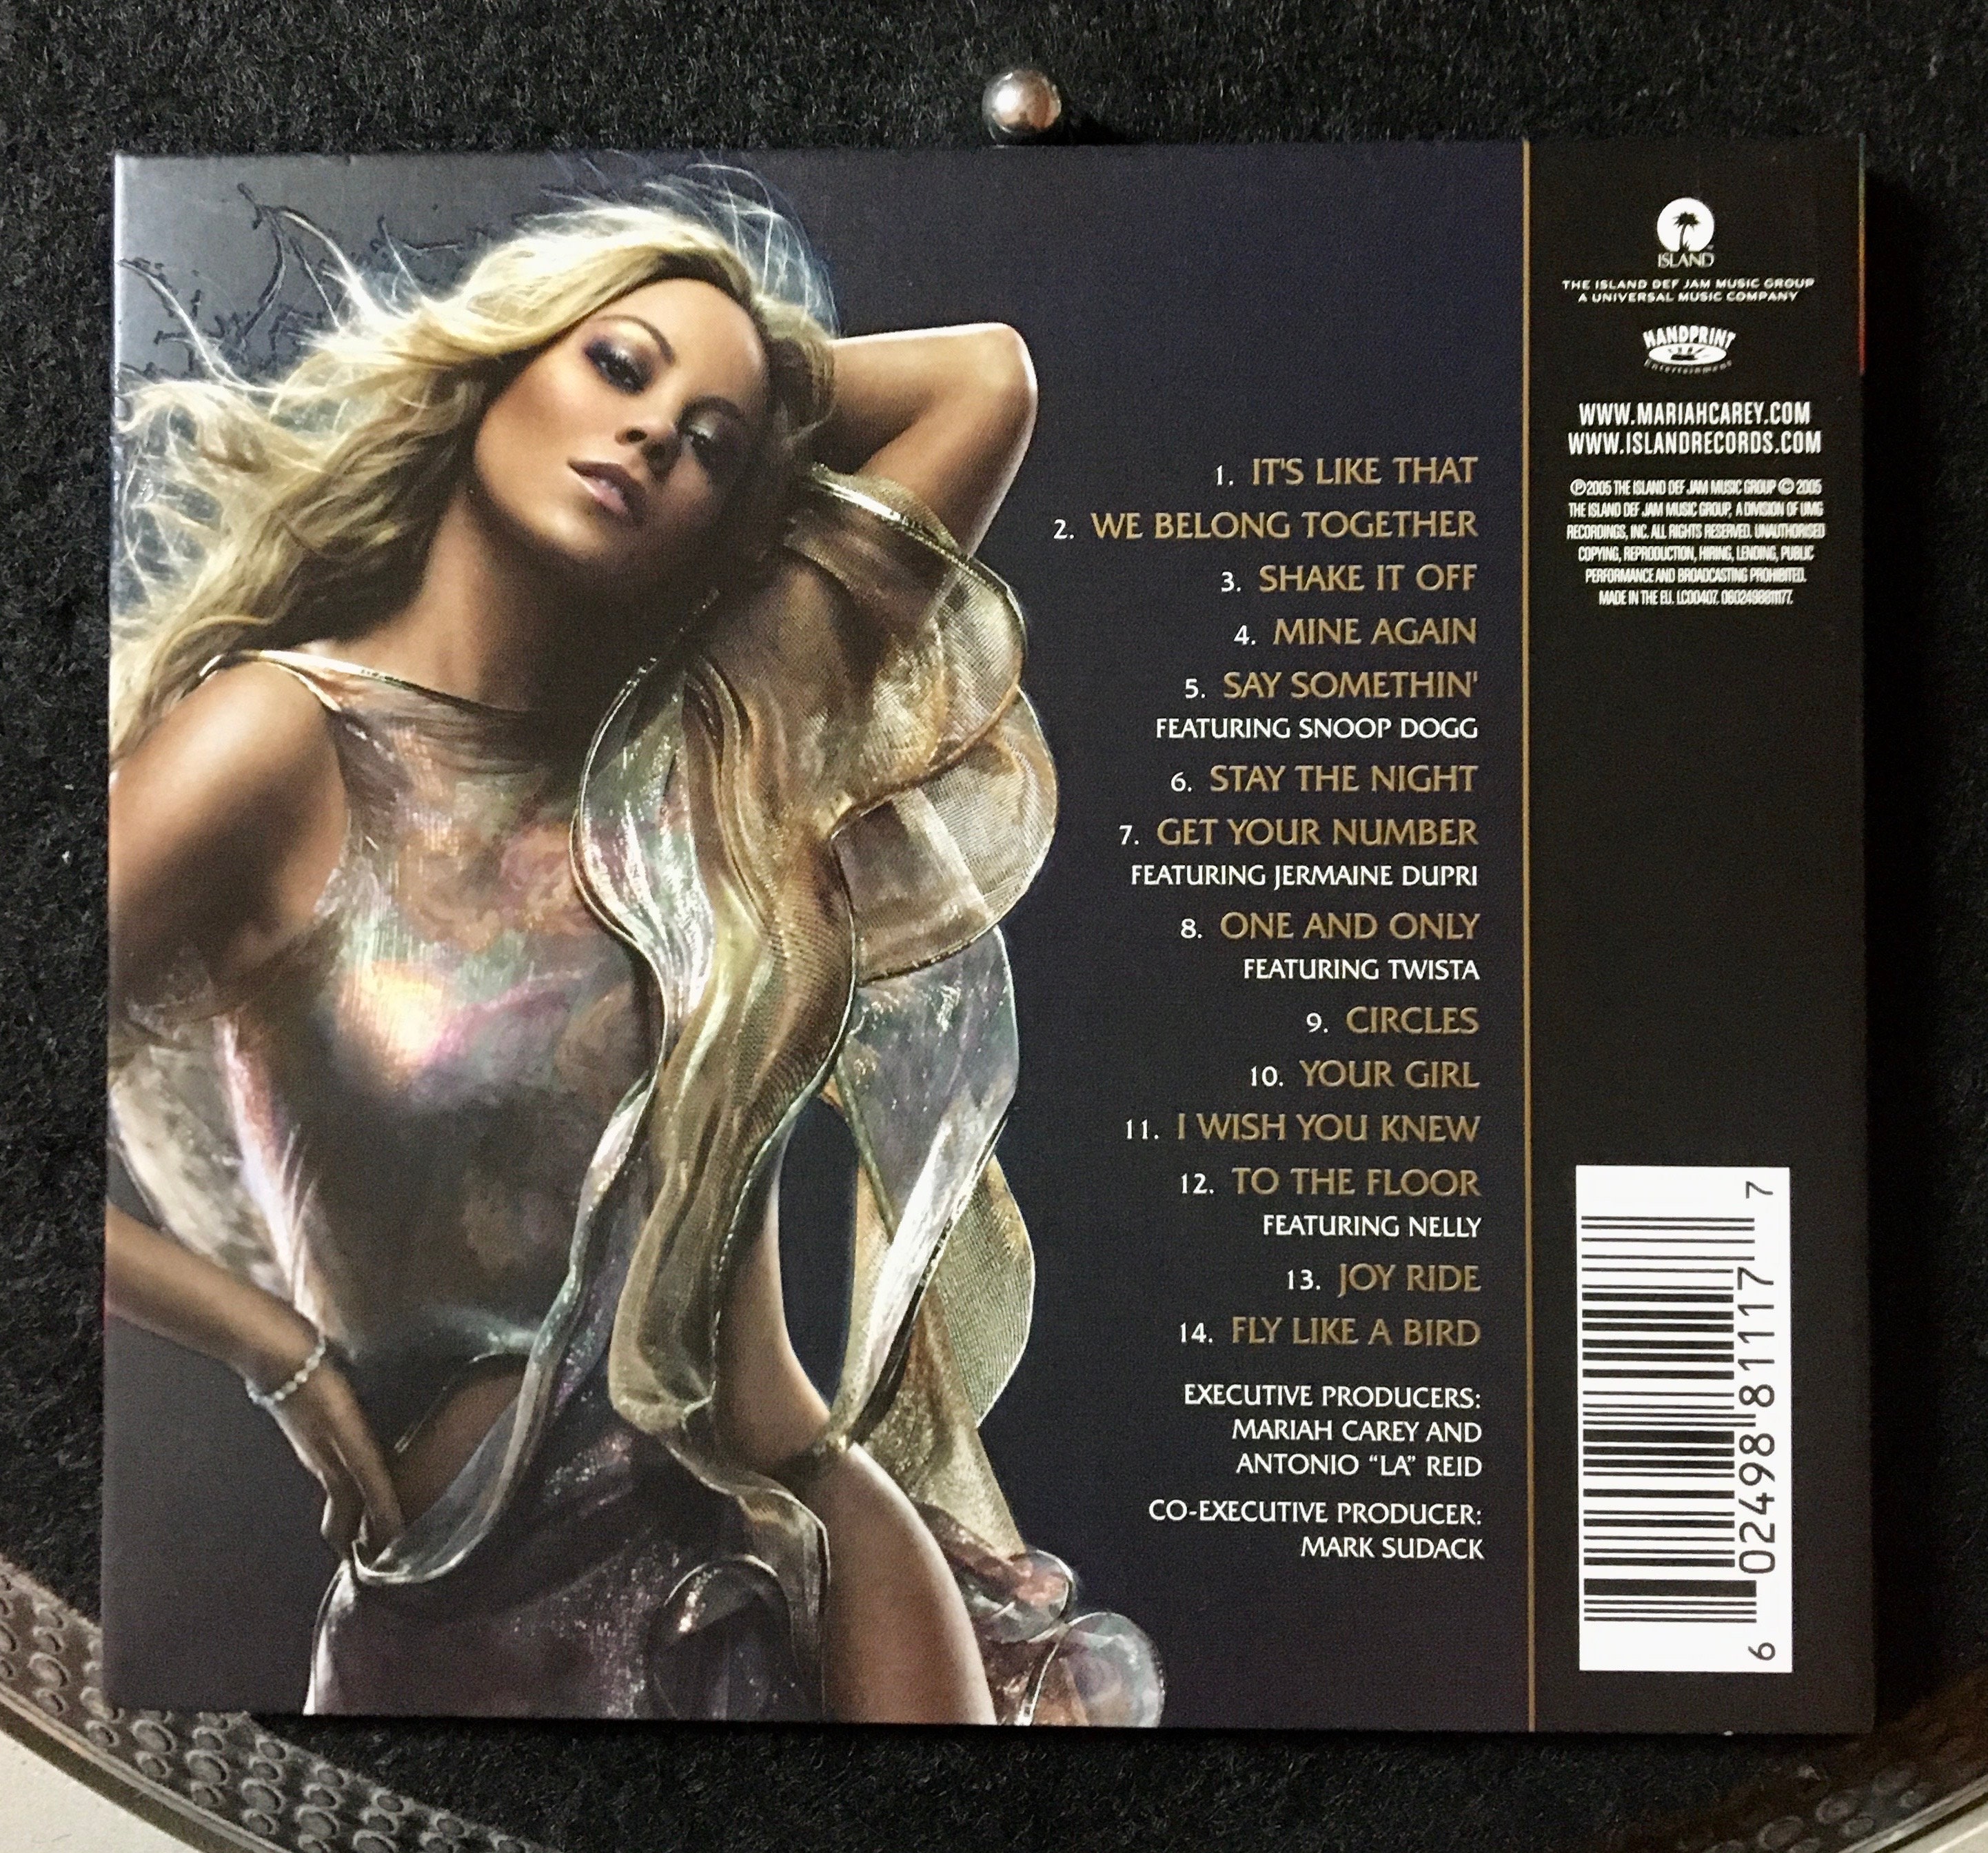 1. IT'S LIKE THAT
2. WE BELONG TOGETHER
3. SHAKE IT OFF
4. MINE AGAIN
5. SAY SOMETHIN'
FEATURING SNOOP DOGG
6. STAY THE NIGHT
7. GET YOUR NUMBER
FEATURING JERMAINE DUPRI
8. ONE AND ONLY
FEATURING TWISTA
9. CIRCLES
10. YOUR GIRL
11. I WISH YOU KNEW
12. TO THE FLOOR
FEATURING NELLY
13. JOY RIDE
14. FLY LIKE A BIRD
EXECUTIVE PRODUCERS:
MARIAH CAREY AND
ANTONIO “LA” REID
CO-EXECUTIVE PRODUCER:
MARK SUDACK
ISLAND
THE ISLAND DEF JAM MUSIC GROUP
A UNIVERSAL MUSIC COMPANY
HANDPRINT
Entertainment
WWW.MARIAHCAREY.COM
WWW.ISLANDRECORDS.COM
℗2005 THE ISLAND DEF JAM MUSIC GROUP © 2005
THE ISLAND DEF JAM MUSIC GROUP, A DIVISION OF UMG
RECORDINGS, INC. ALL RIGHTS RESERVED. UNAUTHORISED
COPYING, REPRODUCTION, HIRING, LENDING, PUBLIC
PERFORMANCE AND BROADCASTING PROHIBITED.
MADE IN THE EU. LC00407. 0602498811177.
6 02498 81117 7